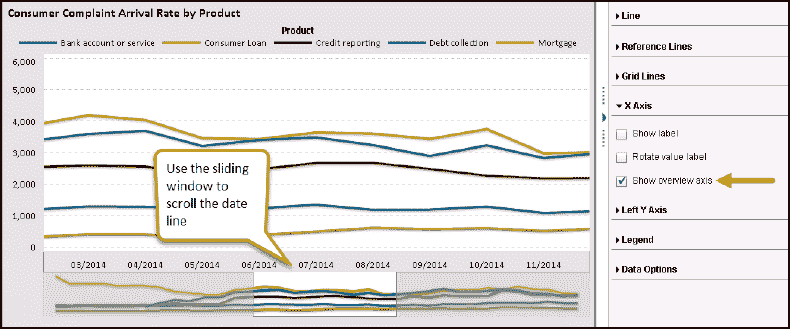 Consumer Complaint Arrival Rate by Product
Product
Bank account or service Consumer Loan Credit reporting Debt collection Mortgage
6,000
5,000
4,000
3,000
2,000
1,000
0
Use the sliding
window to
scroll the date
line
03/2014 04/2014 05/2014 06/2014 07/2014 08/2014 09/2014 10/2014 11/2014
Line
Reference Lines
Grid Lines
X Axis
Show label
Rotate value label
Show overview axis
Left Y Axis
Legend
Data Options